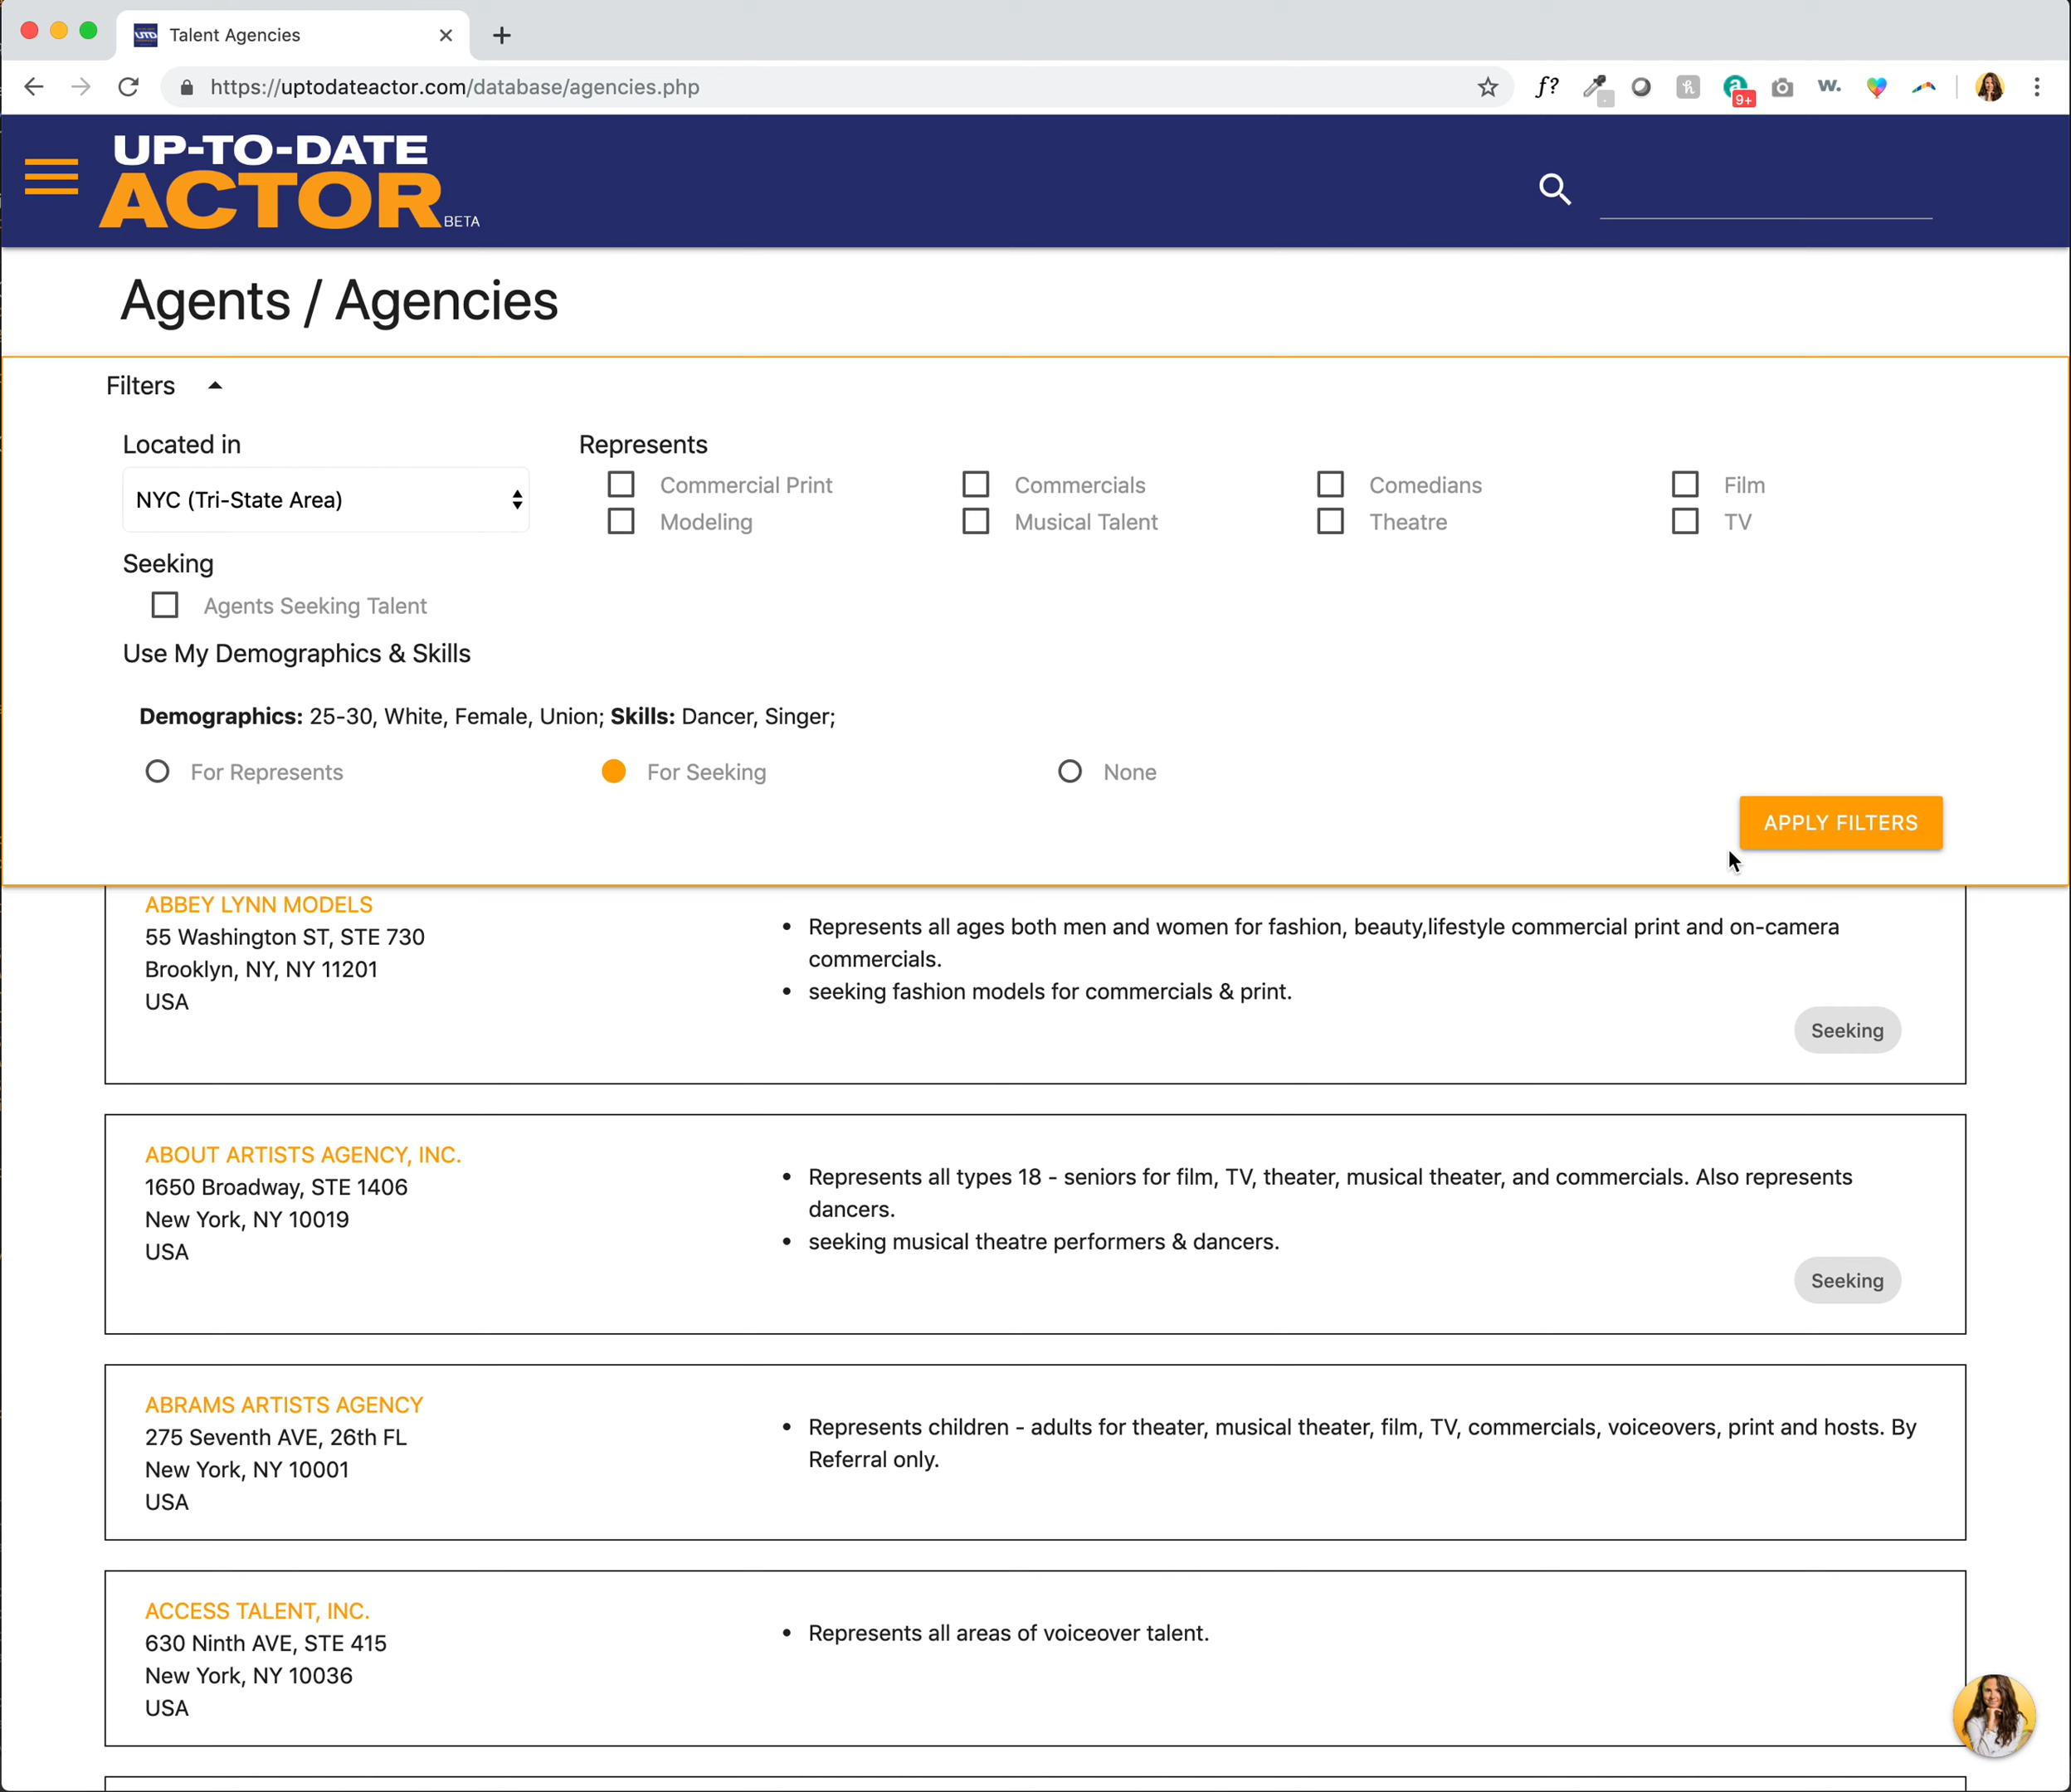 Talent Agencies
https://uptodateactor.com/database/agencies.php
f?
9+
w.
UP-TO-DATE
ACTOR
BETA
Agents / Agencies
Filters
Located in
Represents
NYC (Tri-State Area)
Commercial Print
Commercials
Comedians
Film
Modeling
Musical Talent
Theatre
TV
Seeking
Agents Seeking Talent
Use My Demographics & Skills
Demographics: 25-30, White, Female, Union; Skills: Dancer, Singer;
For Represents
For Seeking
None
APPLY FILTERS
ABBEY LYNN MODELS
55 Washington ST, STE 730
Brooklyn, NY, NY 11201
USA
Represents all ages both men and women for fashion, beauty,lifestyle commercial print and on-camera
commercials.
seeking fashion models for commercials & print.
Seeking
ABOUT ARTISTS AGENCY, INC.
1650 Broadway, STE 1406
New York, NY 10019
USA
Represents all types 18 - seniors for film, TV, theater, musical theater, and commercials. Also represents
dancers.
seeking musical theatre performers & dancers.
Seeking
ABRAMS ARTISTS AGENCY
275 Seventh AVE, 26th FL
New York, NY 10001
USA
Represents children - adults for theater, musical theater, film, TV, commercials, voiceovers, print and hosts. By
Referral only.
ACCESS TALENT, INC.
630 Ninth AVE, STE 415
New York, NY 10036
USA
Represents all areas of voiceover talent.